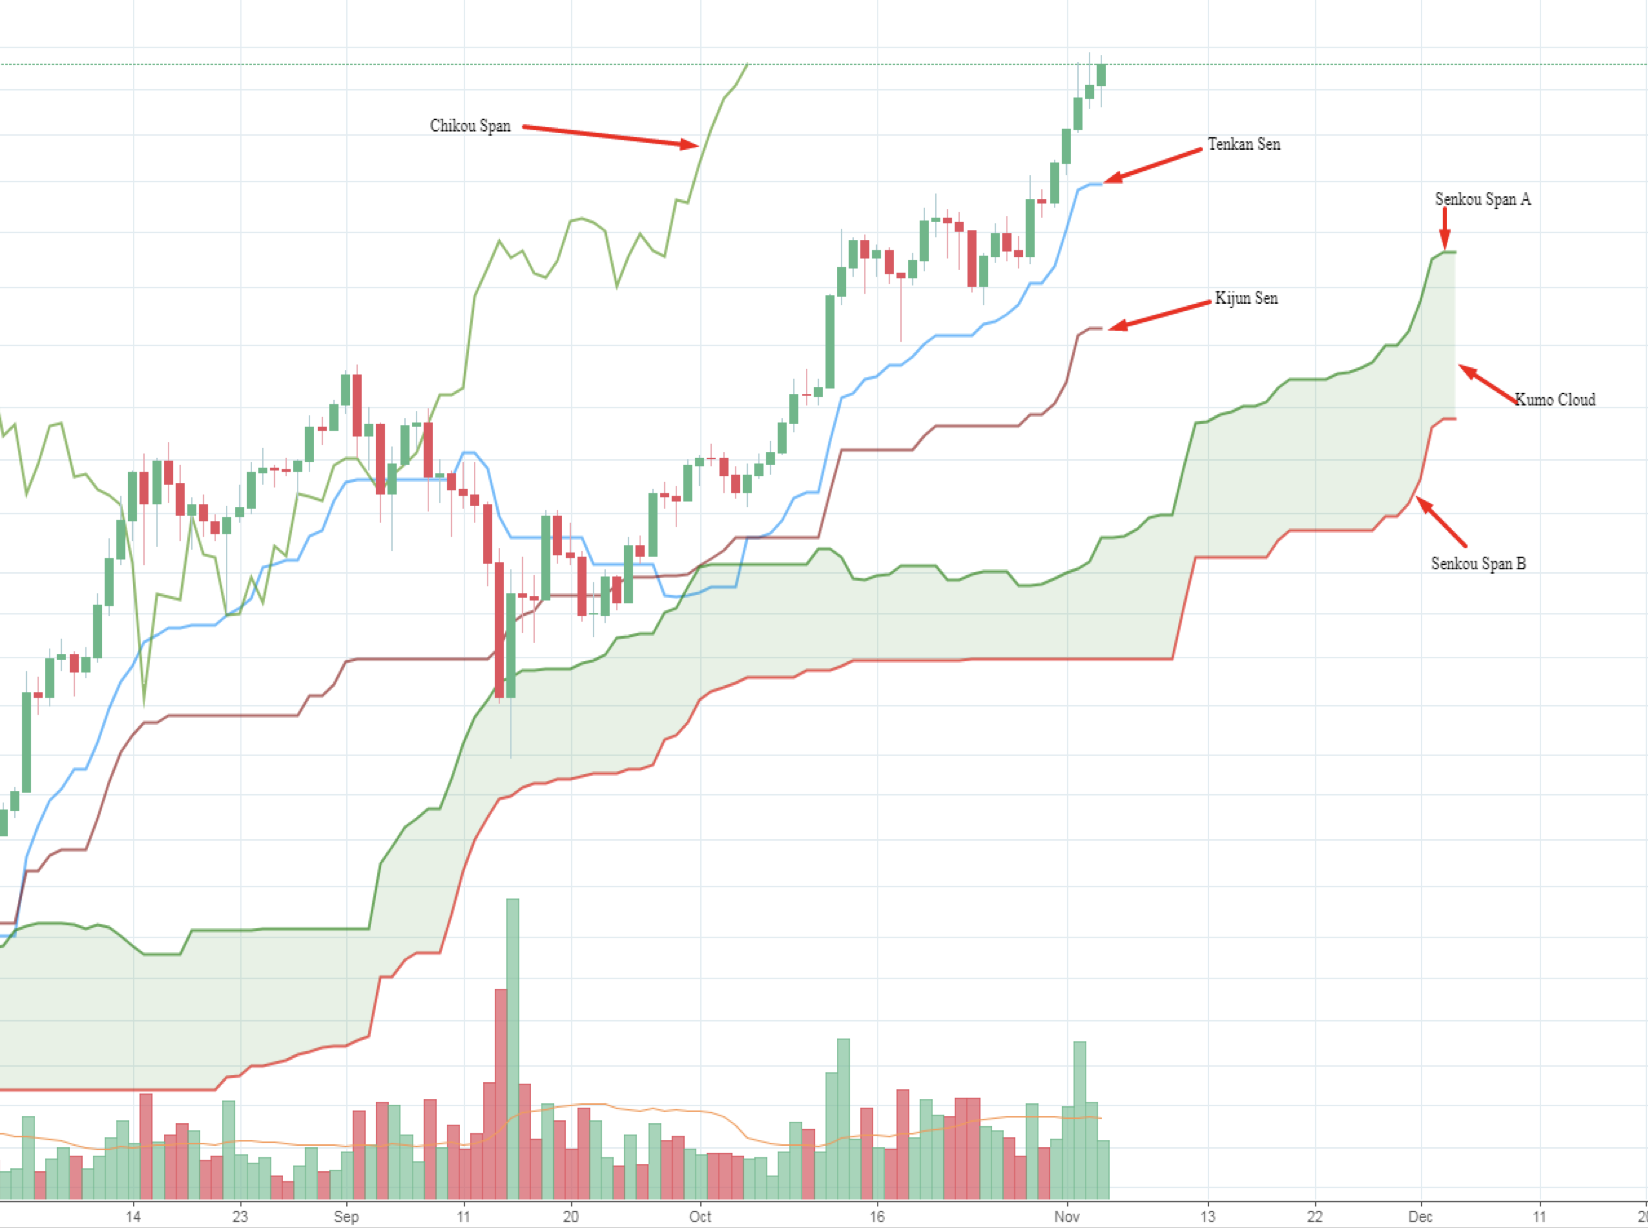 Chikou Span
Tenkan Sen
Senkou Span A
Kijun Sen
Kumo Cloud
Senkou Span B
14 23 Sep 11 20 Oct 16 Nov 13 22 Dec 11